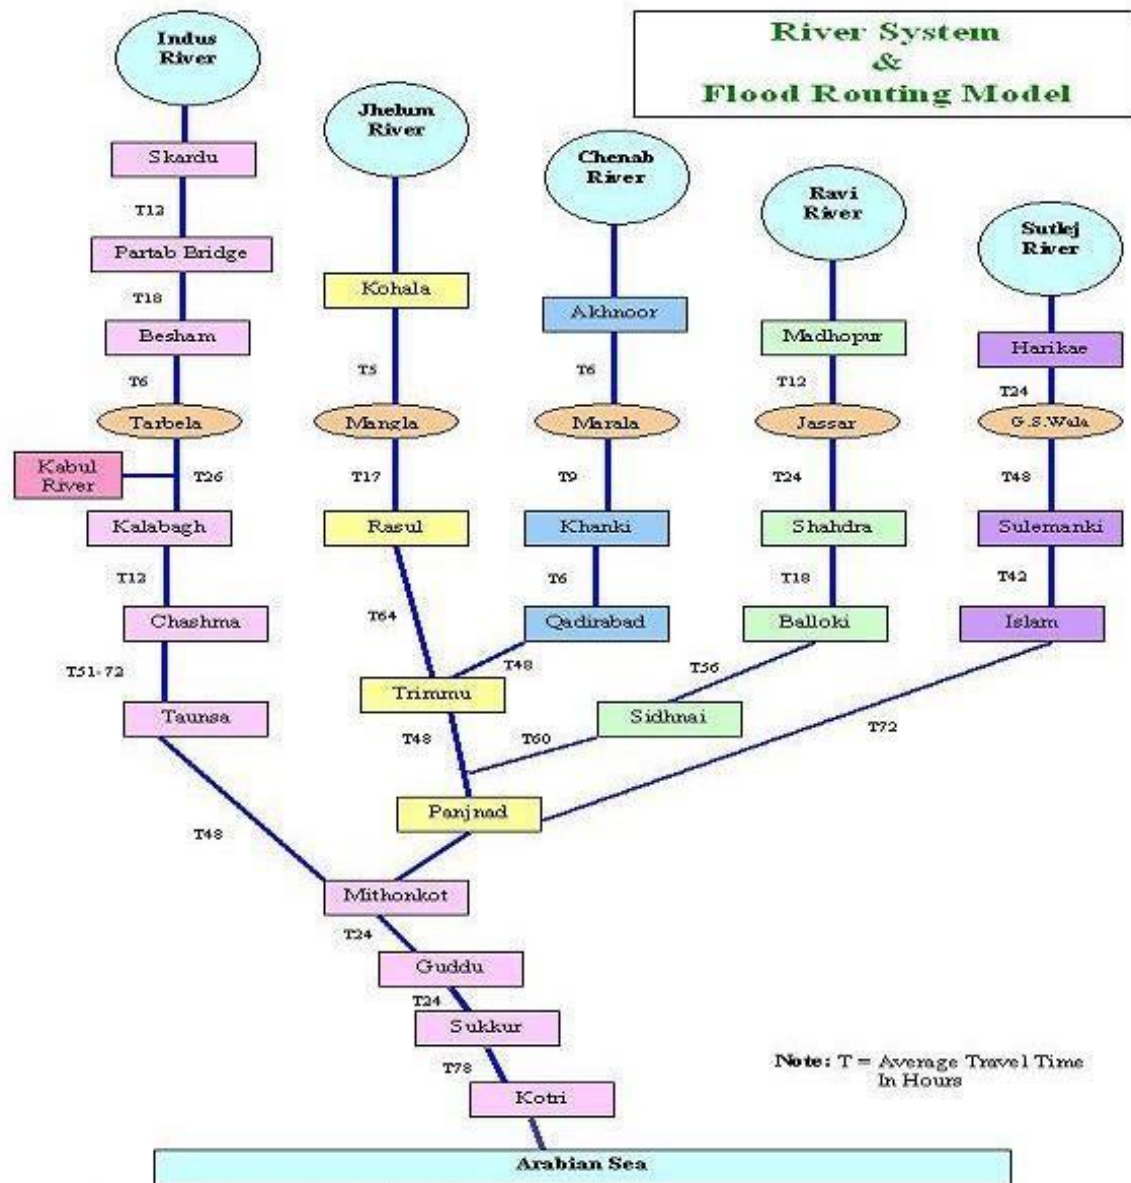 River System
&
Flood Routing Model
Indus
River
Jhelum
River
Chenab
River
Ravi
River
Sutlej
River
Skardu
T12
Partab Bridge
T18
Kohala
Akhnoor
Besham
Madhopur
Harikae
T6
T5
T6
T12
T24
Tarbela
Mangla
Marala
Jassar
G.S.Wala
Kabul
River
T26
T17
T9
T24
T48
Kalabagh
Rasul
Khanki
Shahdra
Sulemanki
T12
T6
T18
T42
Chashma
T64
Qadirabad
Balloki
Islam
T51-72
T48
T56
Trimmu
Taunsa
Sidhnai
T48
T60
T72
Panjnad
T48
Mithonkot
T24
Guddu
T24
Sukkur
T78
Kotri
Note: T = Average Travel Time
In Hours
Arabian Sea